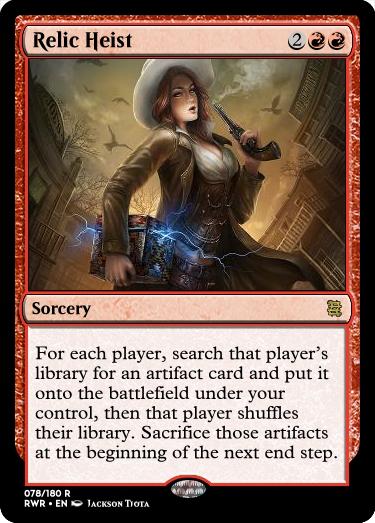 Relic Heist 2
Sorcery
For each player, search that player's
library for an artifact card and put it
onto the battlefield under your
control, then that player shuffles
their library. Sacrifice those artifacts
at the beginning of the next end step.
078/180 R
RWR • EN Jackson Tjota